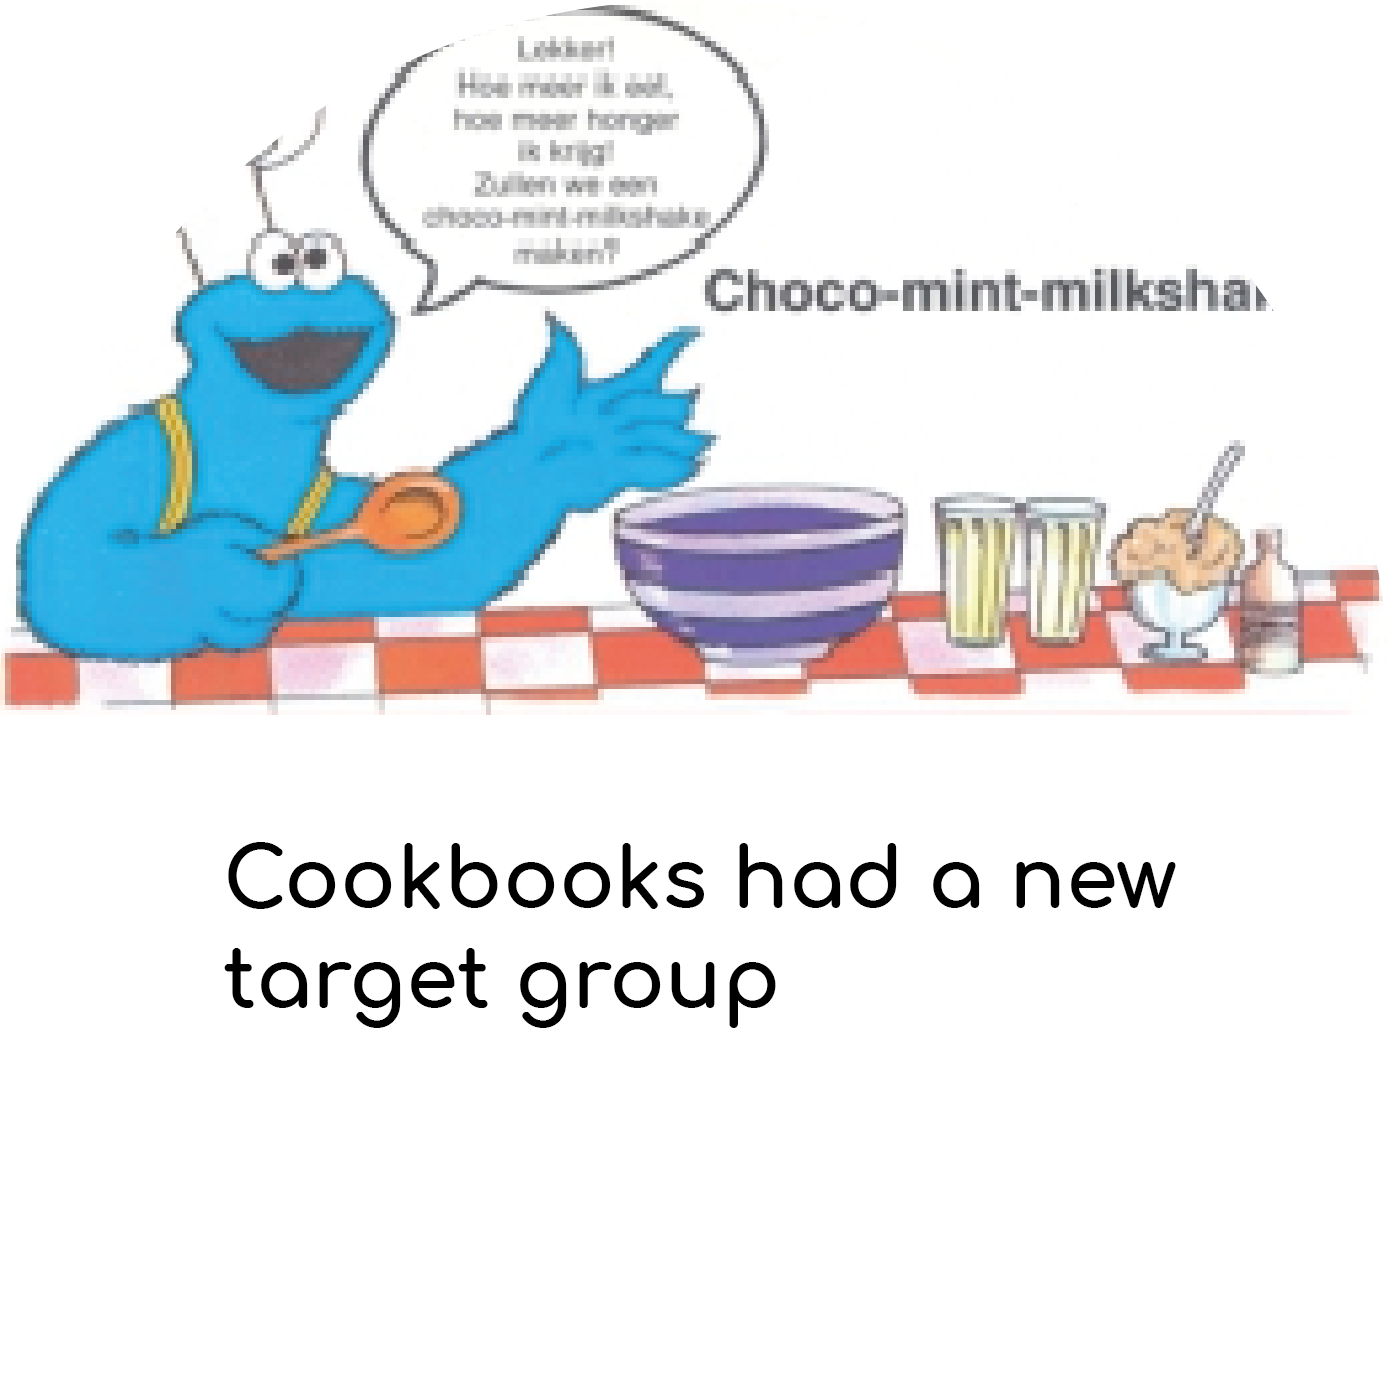 Lekker!
Hoe meer ik eet,
hoe meer honger
ik krijg!
Zullen we een
choco-mint-milkshake
maken?
Choco-mint-milksha
Cookbooks had a new
target group